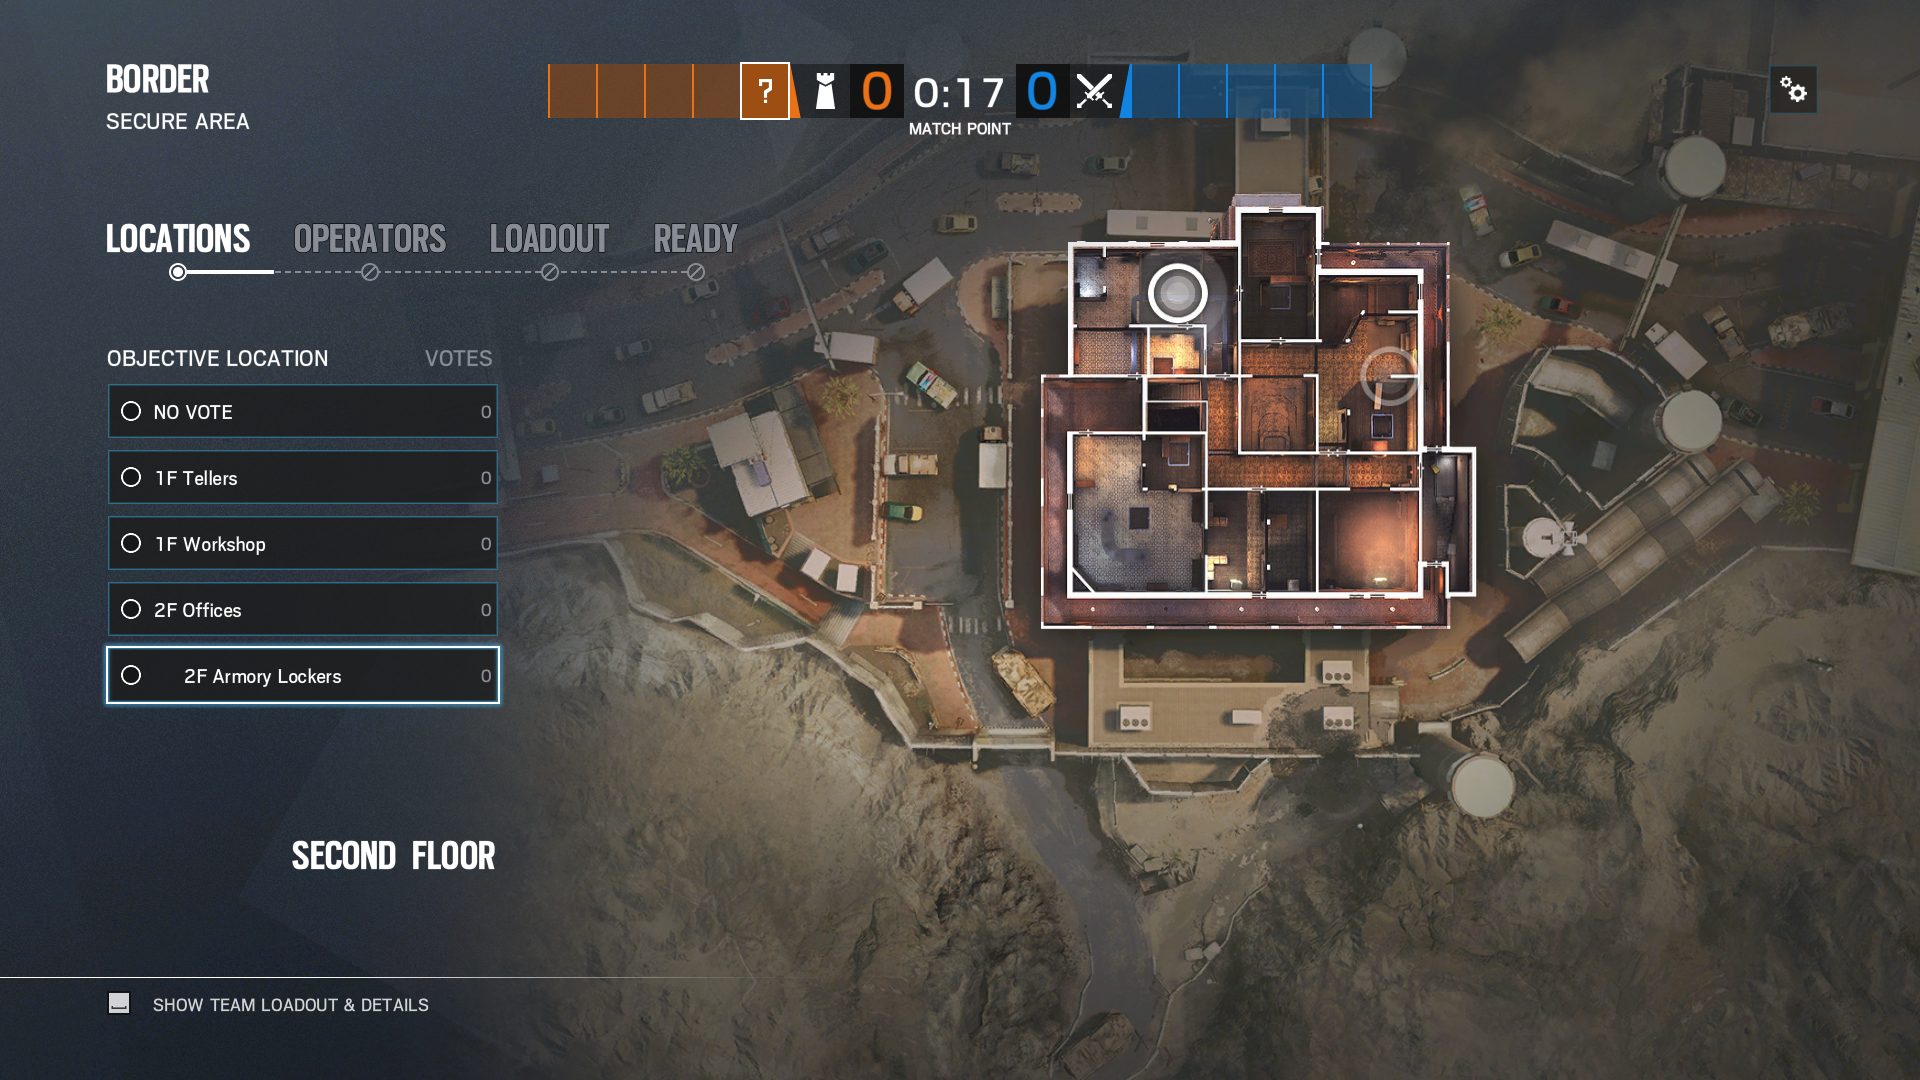 BORDER
SECURE AREA
?
0
0:17
0
MATCH POINT
LOCATIONS
OPERATORS
LOADOUT
READY
OBJECTIVE LOCATION
VOTES
NO VOTE 0
1F Tellers 0
1F Workshop 0
2F Offices 0
2F Armory Lockers 0
SECOND FLOOR
SHOW TEAM LOADOUT & DETAILS